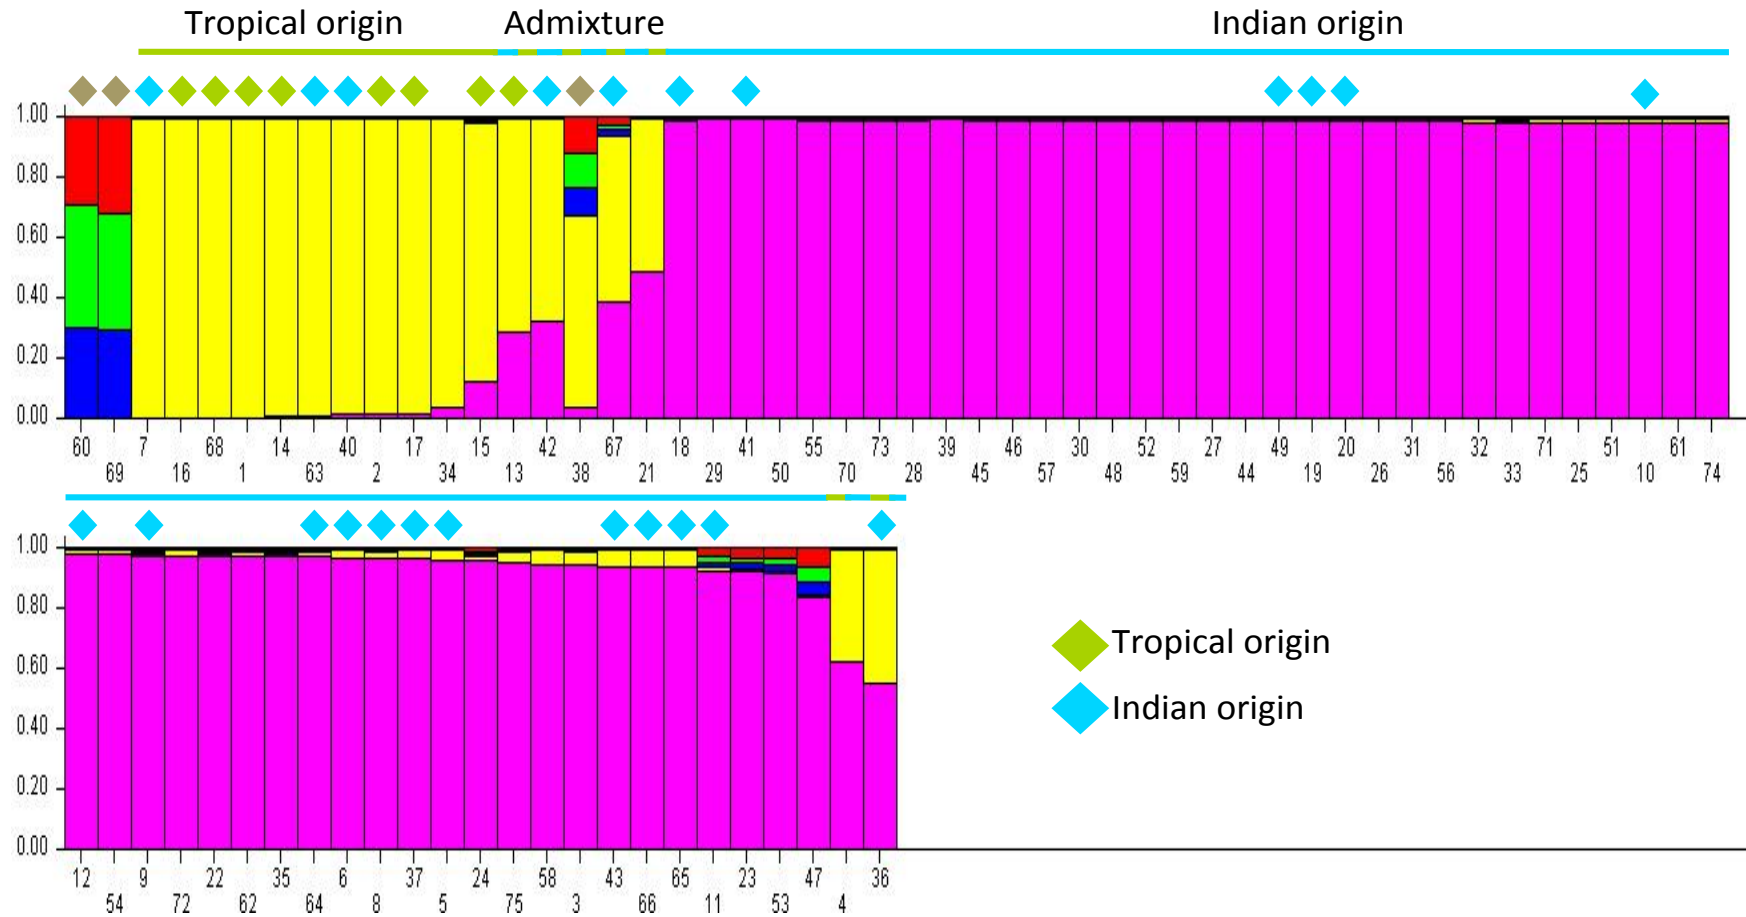 Tropical origin Admixture Indian origin
1.00
0.80
0.60
0.40
0.20
0.00
60 7 68 14 40 17 15 42 67 18 41 55 73 39 46 30 52 27 49 20 31 32 71 51 61
69 16 1 63 2 34 13 38 21 29 50 70 28 45 57 48 59 44 19 26 56 33 25 10 74
1.00
0.80
0.60
0.40
0.20
0.00
Tropical origin
Indian origin
12 9 22 35 6 37 24 58 43 65 23 47 36
54 72 62 64 8 5 75 3 66 11 53 4